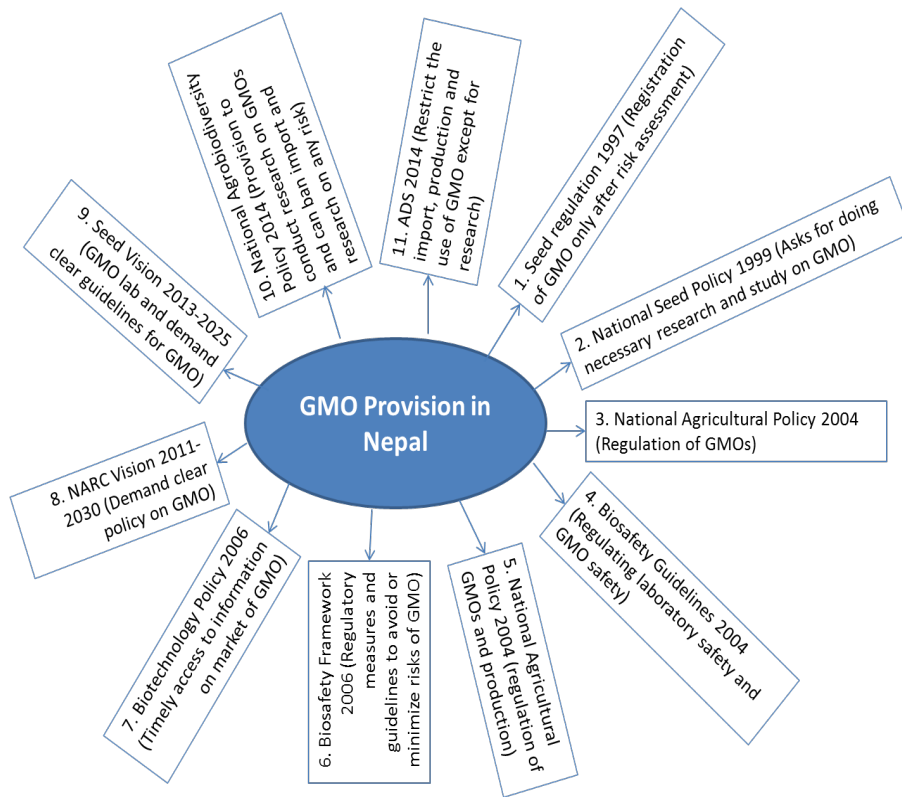 GMO Provision in
Nepal
1. Seed regulation 1997 (Registration
of GMO only after risk assessment)
2. National Seed Policy 1999 (Asks for doing
necessary research and study on GMO)
3. National Agricultural Policy 2004
(Regulation of GMOs)
4. Biosafety Guidelines 2004
(Regulating laboratory safety and
GMO safety)
5. National Agricultural
Policy 2004 (regulation of
GMOs and production)
6. Biosafety Framework
2006 (Regulatory
measures and
guidelines to avoid or
minimize risks of GMO)
7. Biotechnology Policy 2006
(Timely access to information
on market of GMO)
8. NARC Vision 2011-
2030 (Demand clear
policy on GMO)
9. Seed Vision 2013-2025
(GMO lab and demand
clear guidelines for GMO)
10. National Agrobiodiversity
Policy 2014 (Provision to
conduct research on GMOs
and can ban import and
research on any risk)
11. ADS 2014 (Restrict the
import, production and
use of GMO except for
research)